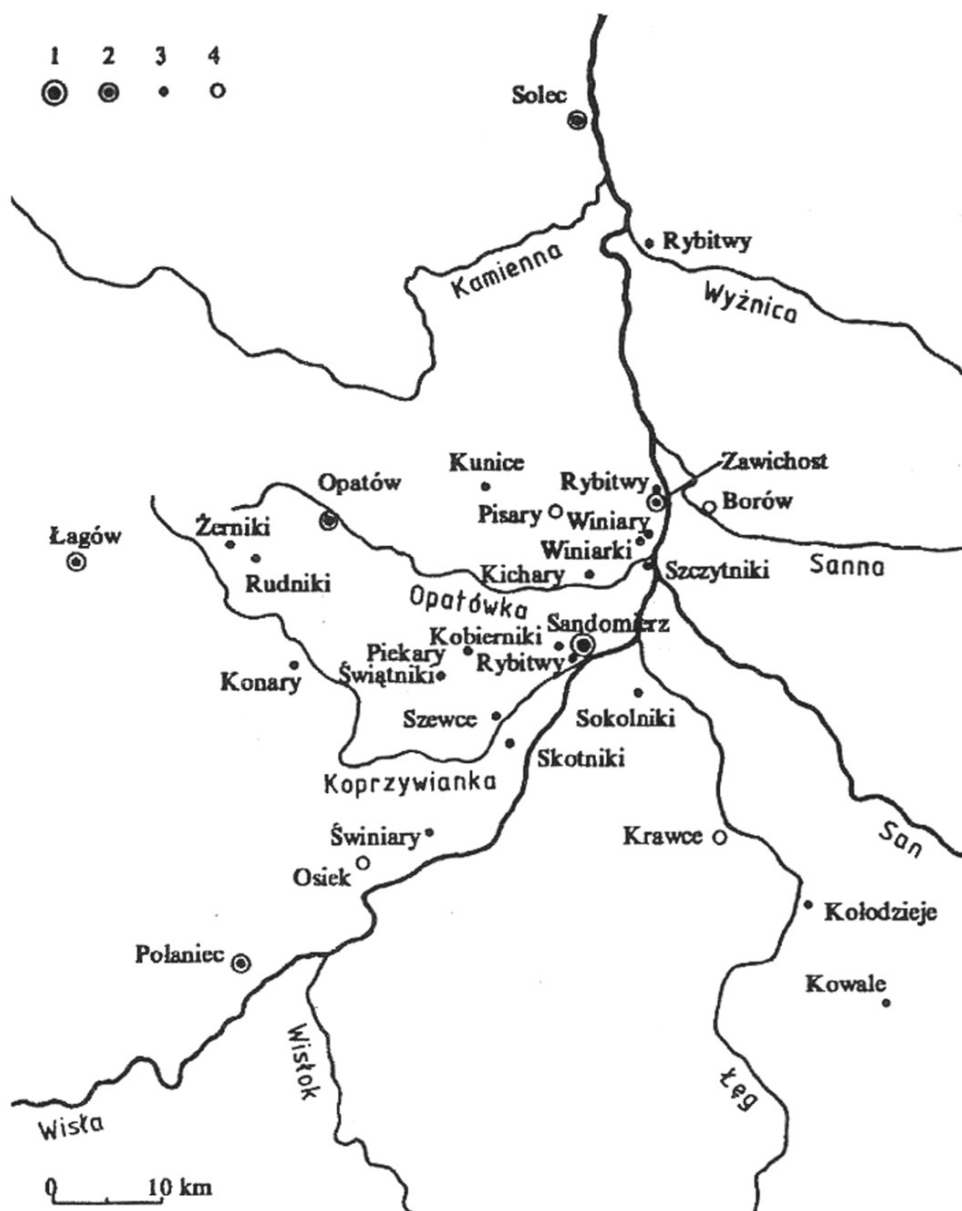 1 2 3 4
Solec
Rybitwy
Kamienna
Wyżnica
Kunice
Zawichost
Opatów
Rybitwy
Pisary
Borów
Żerniki
Winiary
Łagów
Winiarki
Sanna
Rudniki
Kichary
Szczytniki
Opatówka
Sandomierz
Kobierniki
Piekary
Rybitwy
Konary
Świątniki
Szewce
Sokolniki
Skotniki
Koprzywianka
Świniary
Krawce
San
Osiek
Kołodzieje
Połaniec
Kowale
Wisłok
Łęg
Wisła
0 10 km